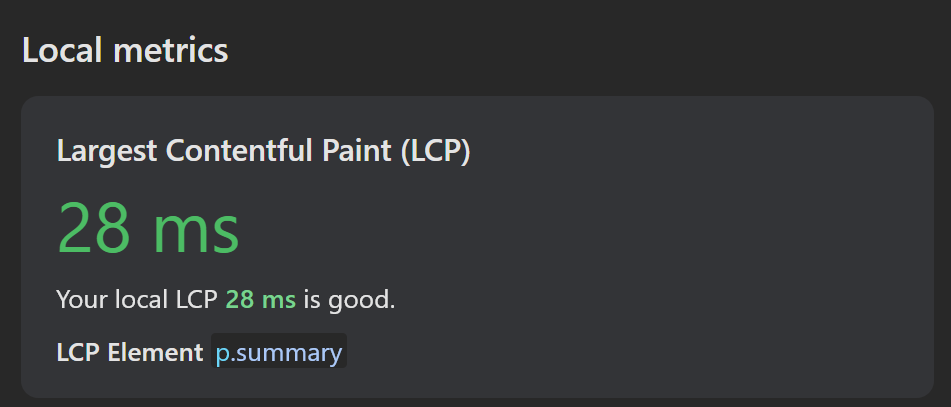 Local metrics
Largest Contentful Paint (LCP)
28 ms
Your local LCP 28 ms is good.
LCP Element p.summary